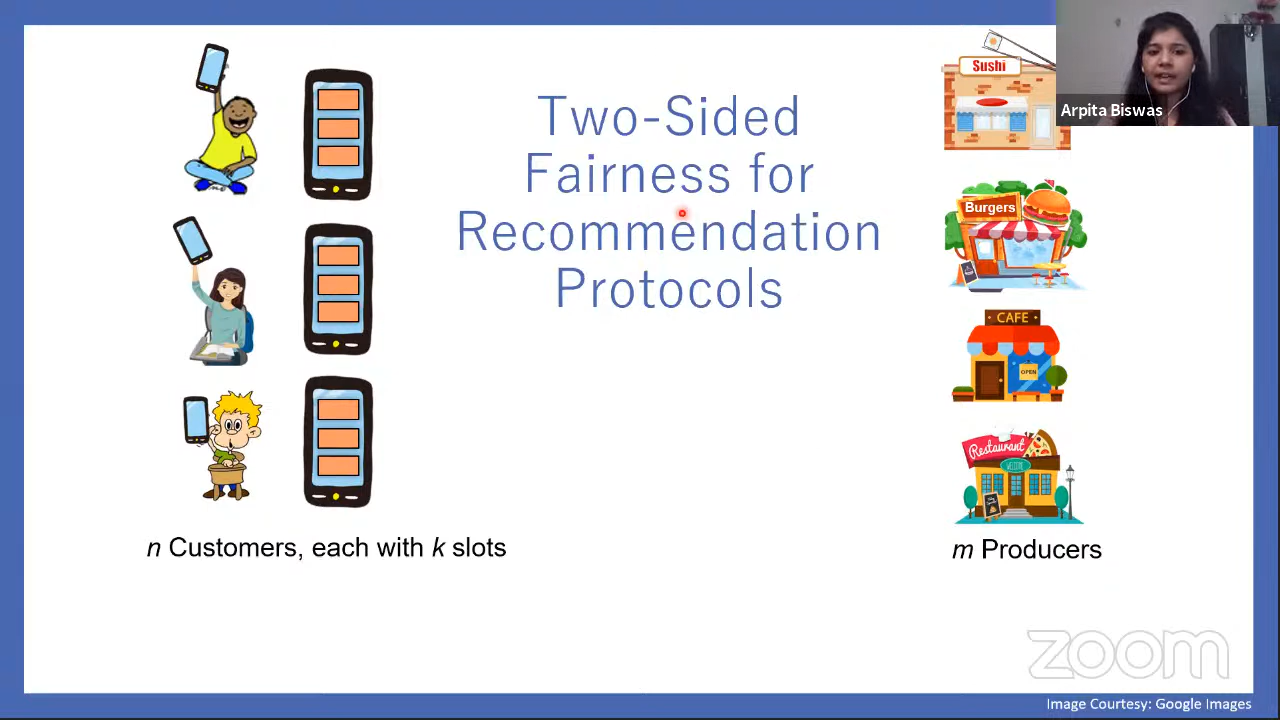 Two-Sided
Fairness for
Recommendation
Protocols
Sushi
Arpita Biswas
Burgers
CAFE
OPEN
Restaurant
n Customers, each with k slots
m Producers
zoom
Image Courtesy: Google Images